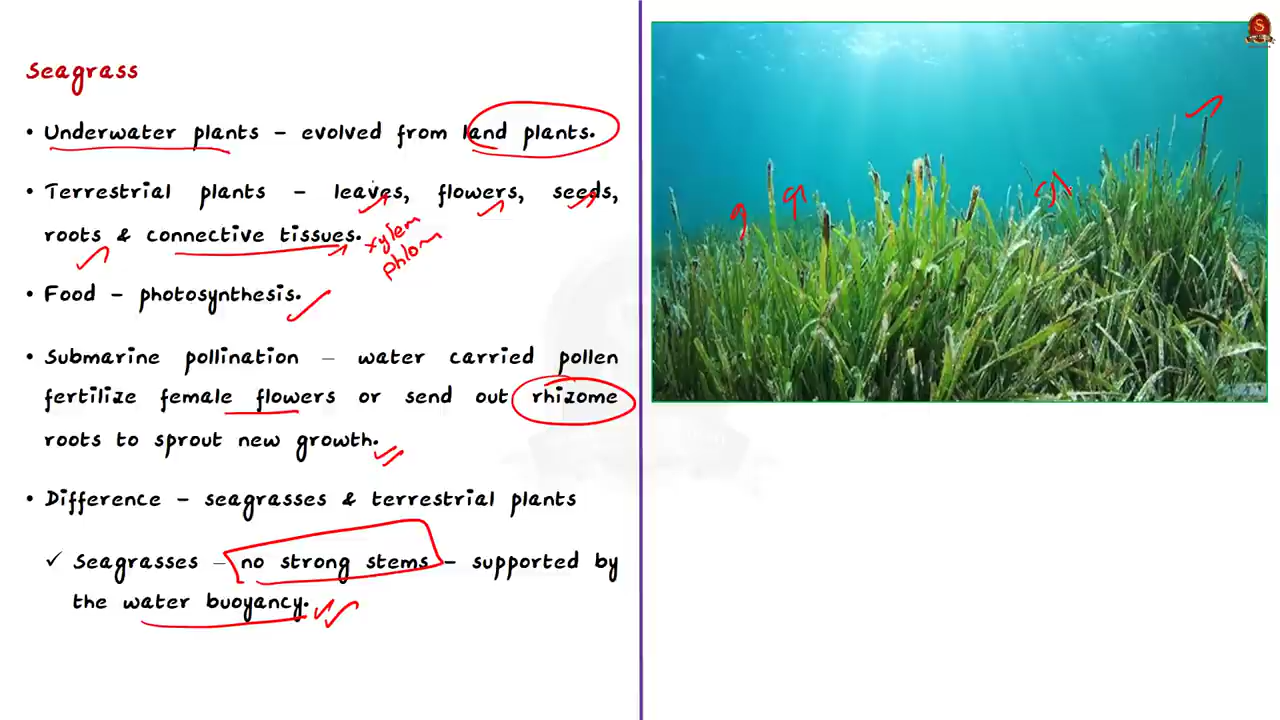 Seagrass
• Underwater plants - evolved from land plants.
• Terrestrial plants - leaves, flowers, seeds,
roots & connective tissues.
xylem
phlom
• Food - photosynthesis.
• Submarine pollination - water carried pollen
fertilize female flowers or send out rhizome
roots to sprout new growth.
• Difference - seagrasses & terrestrial plants
✓ Seagrasses - no strong stems - supported by
the water buoyancy.